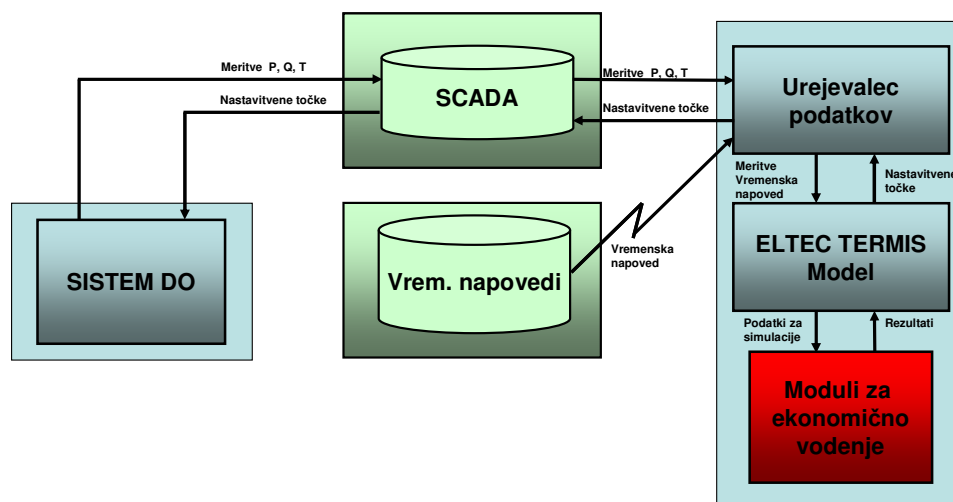 Meritve P, Q, T
Nastavitvene točke
SCADA
Meritve P, Q, T
Nastavitvene točke
Urejevalec
podatkov
Meritve
Vremenska
napoved
Nastavitvene
točke
SISTEM DO
Vrem. napovedi
Vremenska
napoved
ELTEC TERMIS
Model
Podatki za
simulacije
Rezultati
Moduli za
ekonomično
vodenje